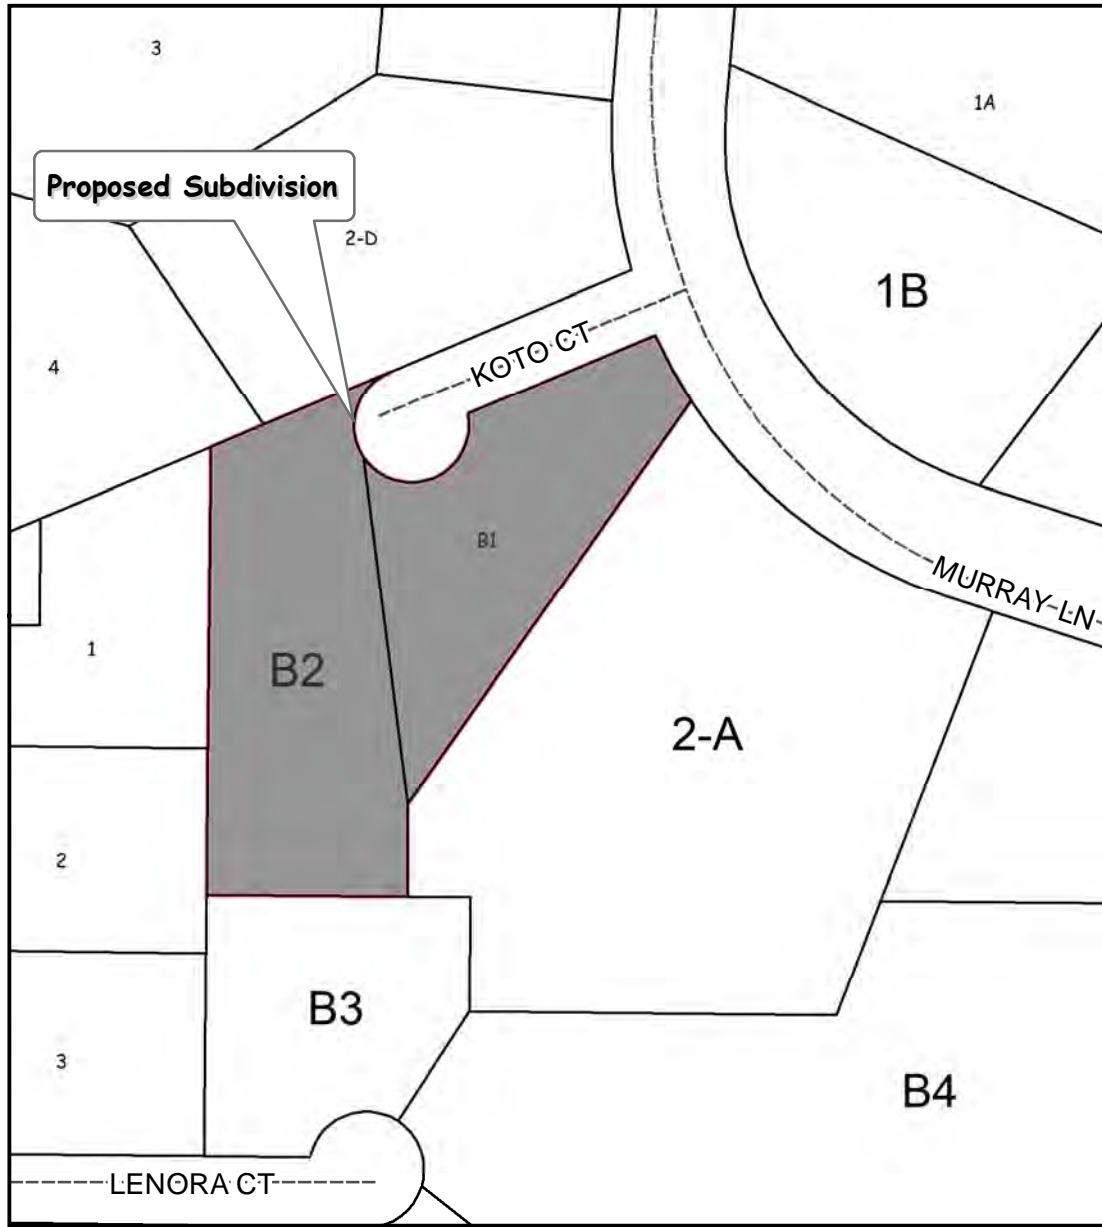 3
1A
Proposed Subdivision
2-D
1B
KOTO CT
4
B1
MURRAY LN
1
B2
2-A
2
B3
3
B4
LENORA CT